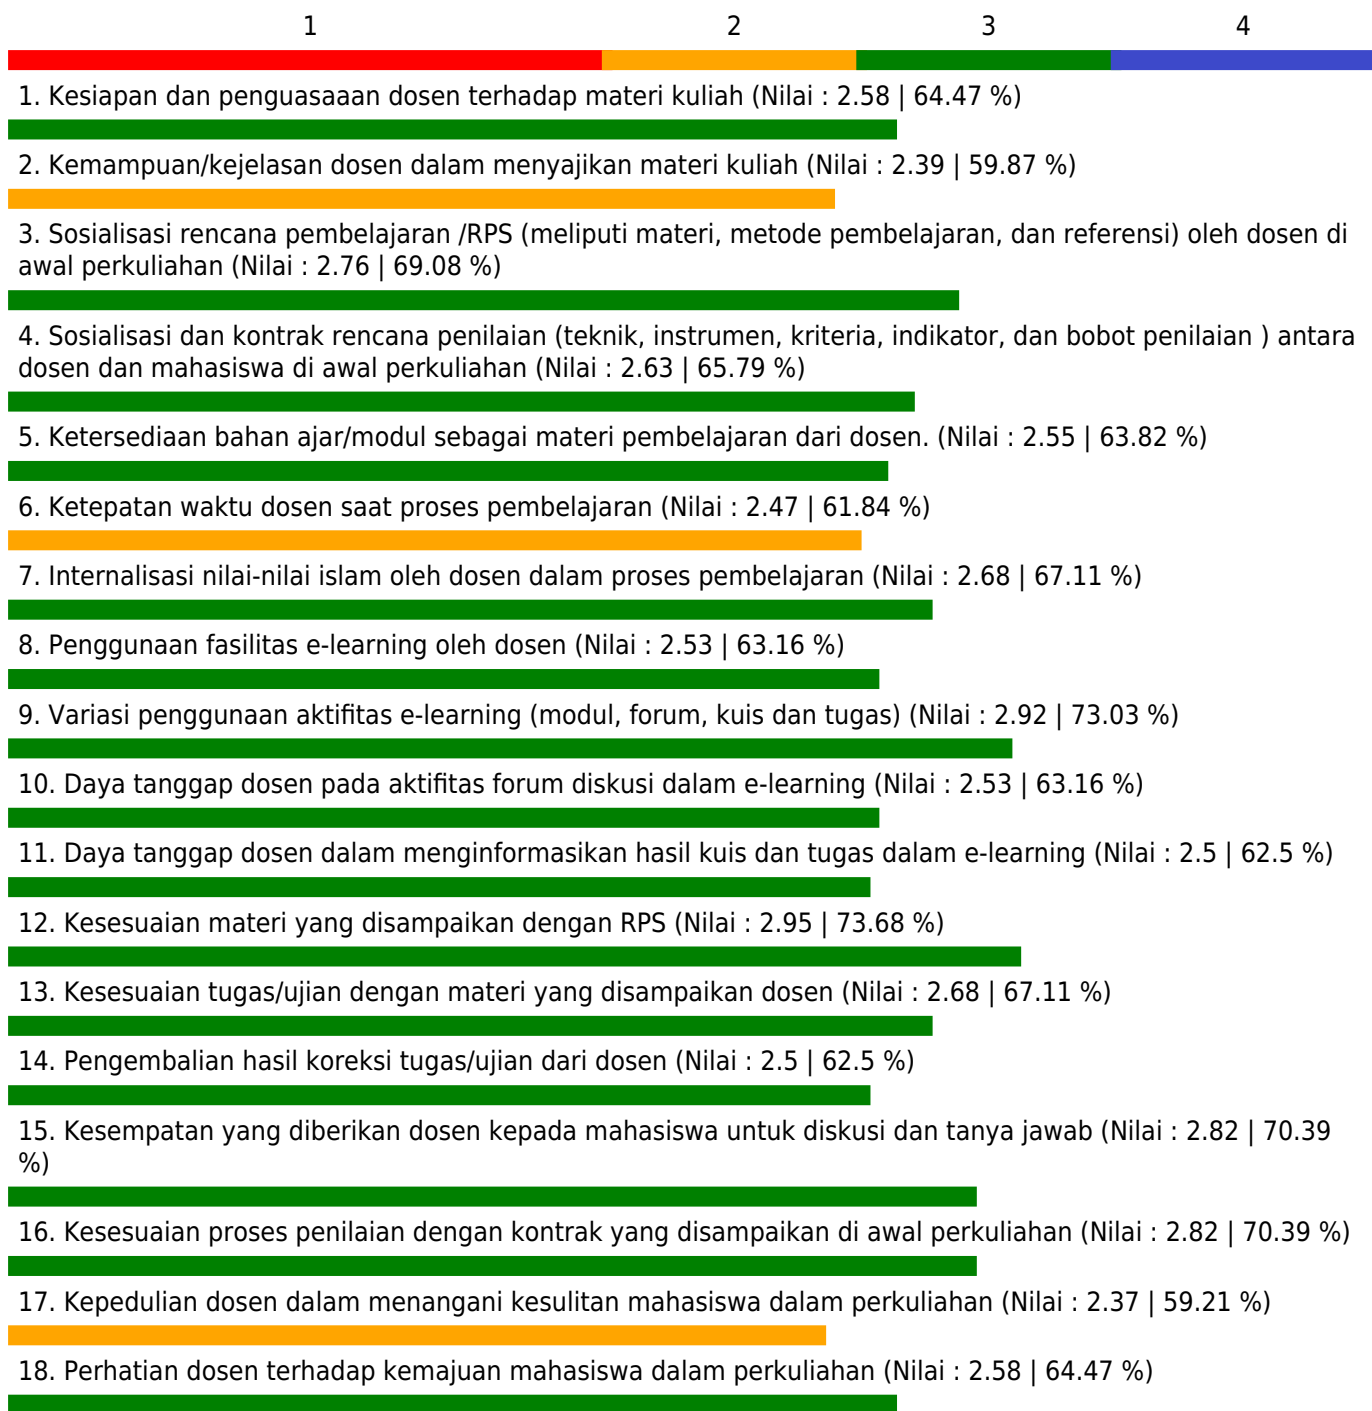 1 2 3 4
1. Kesiapan dan penguasaaan dosen terhadap materi kuliah (Nilai : 2.58 | 64.47 %)
2. Kemampuan/kejelasan dosen dalam menyajikan materi kuliah (Nilai : 2.39 | 59.87 %)
3. Sosialisasi rencana pembelajaran /RPS (meliputi materi, metode pembelajaran, dan referensi) oleh dosen di
awal perkuliahan (Nilai : 2.76 | 69.08 %)
4. Sosialisasi dan kontrak rencana penilaian (teknik, instrumen, kriteria, indikator, dan bobot penilaian ) antara
dosen dan mahasiswa di awal perkuliahan (Nilai : 2.63 | 65.79 %)
5. Ketersediaan bahan ajar/modul sebagai materi pembelajaran dari dosen. (Nilai : 2.55 | 63.82 %)
6. Ketepatan waktu dosen saat proses pembelajaran (Nilai : 2.47 | 61.84 %)
7. Internalisasi nilai-nilai islam oleh dosen dalam proses pembelajaran (Nilai : 2.68 | 67.11 %)
8. Penggunaan fasilitas e-learning oleh dosen (Nilai : 2.53 | 63.16 %)
9. Variasi penggunaan aktifitas e-learning (modul, forum, kuis dan tugas) (Nilai : 2.92 | 73.03 %)
10. Daya tanggap dosen pada aktifitas forum diskusi dalam e-learning (Nilai : 2.53 | 63.16 %)
11. Daya tanggap dosen dalam menginformasikan hasil kuis dan tugas dalam e-learning (Nilai : 2.5 | 62.5 %)
12. Kesesuaian materi yang disampaikan dengan RPS (Nilai : 2.95 | 73.68 %)
13. Kesesuaian tugas/ujian dengan materi yang disampaikan dosen (Nilai : 2.68 | 67.11 %)
14. Pengembalian hasil koreksi tugas/ujian dari dosen (Nilai : 2.5 | 62.5 %)
15. Kesempatan yang diberikan dosen kepada mahasiswa untuk diskusi dan tanya jawab (Nilai : 2.82 | 70.39
%)
16. Kesesuaian proses penilaian dengan kontrak yang disampaikan di awal perkuliahan (Nilai : 2.82 | 70.39 %)
17. Kepedulian dosen dalam menangani kesulitan mahasiswa dalam perkuliahan (Nilai : 2.37 | 59.21 %)
18. Perhatian dosen terhadap kemajuan mahasiswa dalam perkuliahan (Nilai : 2.58 | 64.47 %)